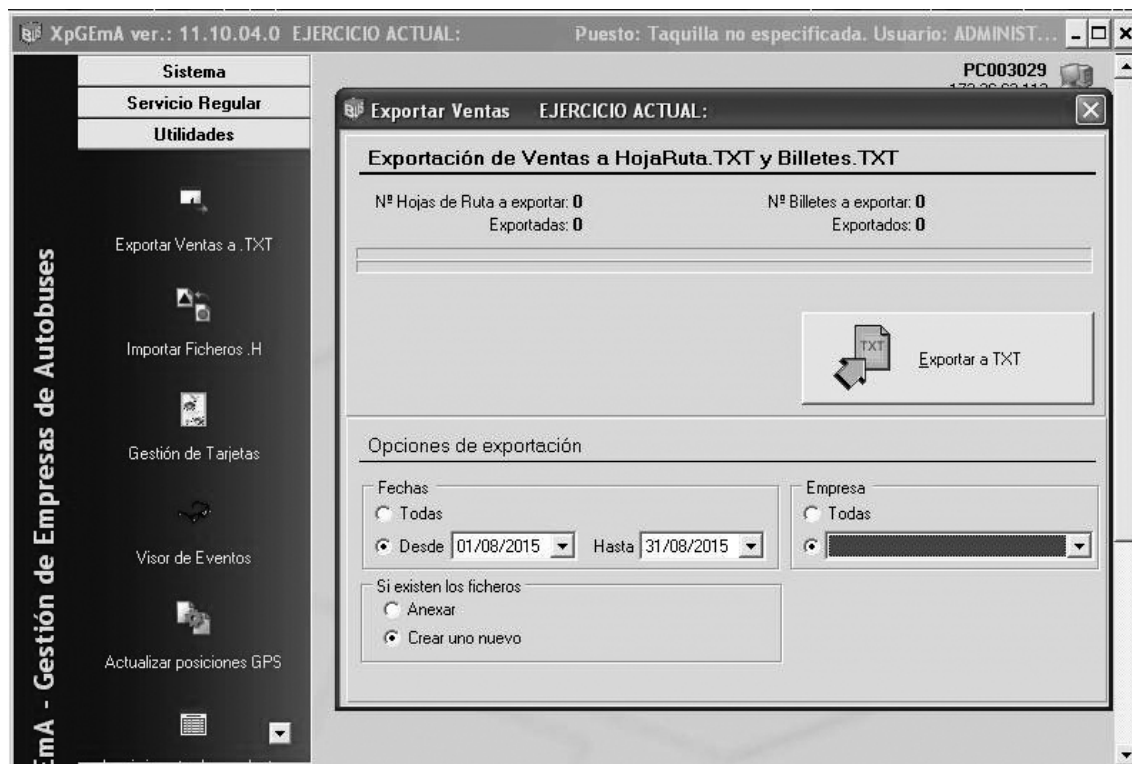 XpGEmA ver.: 11.10.04.0 EJERCICIO ACTUAL: Puesto: Taquilla no especificada. Usuario: ADMINIST...
Sistema
Servicio Regular
Utilidades
Exportar Ventas a .TXT
Importar Ficheros .H
Gestión de Tarjetas
Visor de Eventos
Actualizar posiciones GPS
EmA - Gestión de Empresas de Autobuses
PC003029
Exportar Ventas EJERCICIO ACTUAL:
Exportación de Ventas a HojaRuta.TXT y Billetes.TXT
Nº Hojas de Ruta a exportar: 0 Nº Billetes a exportar: 0
Exportadas: 0 Exportados: 0
TXT
Exportar a TXT
Opciones de exportación
Fechas
Todas
Desde 01/08/2015 Hasta 31/08/2015
Empresa
Todas
Si existen los ficheros
Anexar
Crear uno nuevo